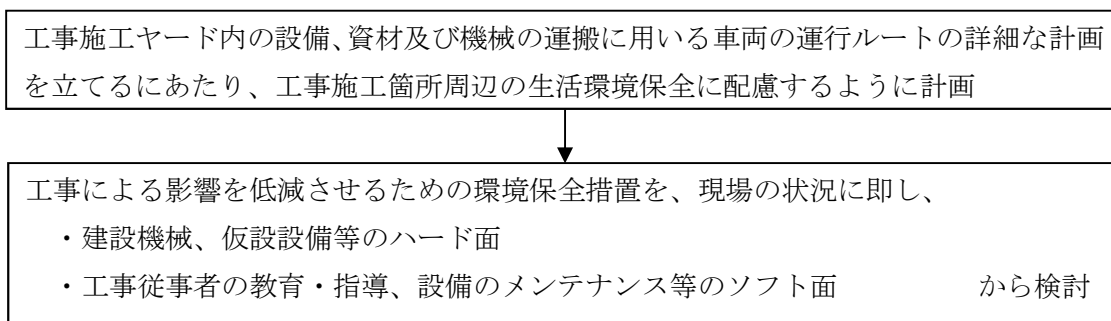 工事施工ヤード内の設備、資材及び機械の運搬に用いる車両の運行ルートの詳細な計画
を立てるにあたり、工事施工箇所周辺の生活環境保全に配慮するように計画
工事による影響を低減させるための環境保全措置を、現場の状況に即し、
・建設機械、仮設設備等のハード面
・工事従事者の教育・指導、設備のメンテナンス等のソフト面　　　　から検討